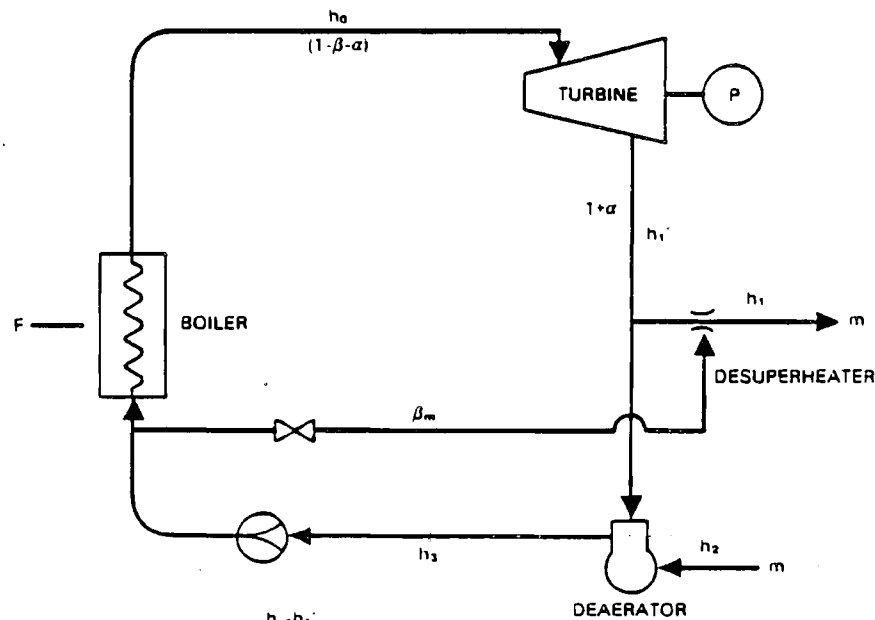 h₀
(1-β-α)
TURBINE
P
1+α
h₁'
h₁
m
F
BOILER
DESUPERHEATER
βm
h₃
h₂
m
DEAERATOR